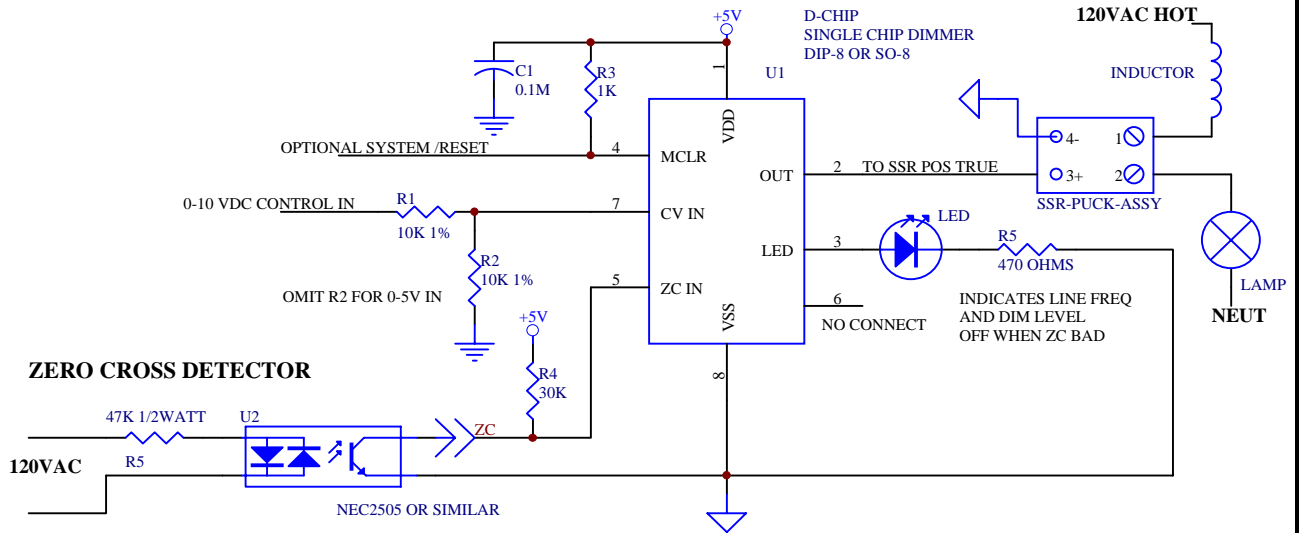 +5V
D-CHIP
SINGLE CHIP DIMMER
DIP-8 OR SO-8
120VAC HOT
INDUCTOR
C1
0.1M
R3
1K
1
U1
VDD
OPTIONAL SYSTEM /RESET
4
MCLR
4-
1
3+
2
SSR-PUCK-ASSY
OUT
2
TO SSR POS TRUE
0-10 VDC CONTROL IN
R1
10K 1%
7
CV IN
R2
10K 1%
OMIT R2 FOR 0-5V IN
LED
3
LED
R5
470 OHMS
5
ZC IN
VSS
6
NO CONNECT
INDICATES LINE FREQ
AND DIM LEVEL
OFF WHEN ZC BAD
LAMP
NEUT
+5V
R4
30K
8
ZERO CROSS DETECTOR
47K 1/2WATT
U2
ZC
120VAC
R5
NEC2505 OR SIMILAR